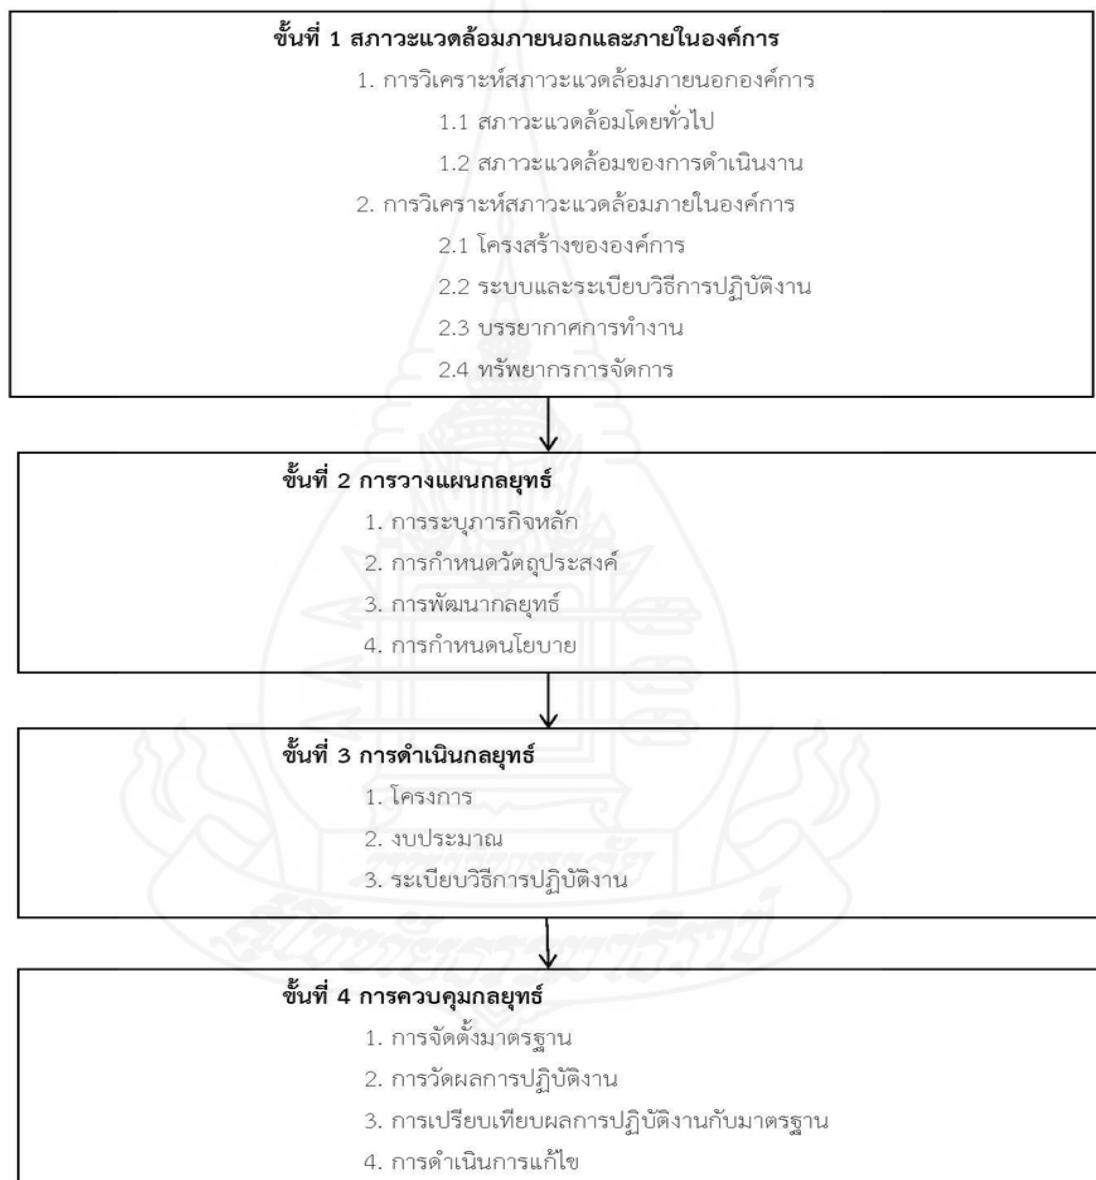 ขั้นที่ 1 สภาวะแวดล้อมภายนอกและภายในองค์การ
1. การวิเคราะห์สภาวะแวดล้อมภายนอกองค์การ
1.1 สภาวะแวดล้อมโดยทั่วไป
1.2 สภาวะแวดล้อมของการดำเนินงาน
2. การวิเคราะห์สภาวะแวดล้อมภายในองค์การ
2.1 โครงสร้างขององค์การ
2.2 ระบบและระเบียบวิธีการปฏิบัติงาน
2.3 บรรยากาศการทำงาน
2.4 ทรัพยากรการจัดการ
ขั้นที่ 2 การวางแผนกลยุทธ์
1. การระบุภารกิจหลัก
2. การกำหนดวัตถุประสงค์
3. การพัฒนากลยุทธ์
4. การกำหนดนโยบาย
ขั้นที่ 3 การดำเนินกลยุทธ์
1. โครงการ
2. งบประมาณ
3. ระเบียบวิธีการปฏิบัติงาน
สุโขทัยธรรมาธิราช
ขั้นที่ 4 การควบคุมกลยุทธ์
1. การจัดตั้งมาตรฐาน
2. การวัดผลการปฏิบัติงาน
3. การเปรียบเทียบผลการปฏิบัติงานกับมาตรฐาน
4. การดำเนินการแก้ไข